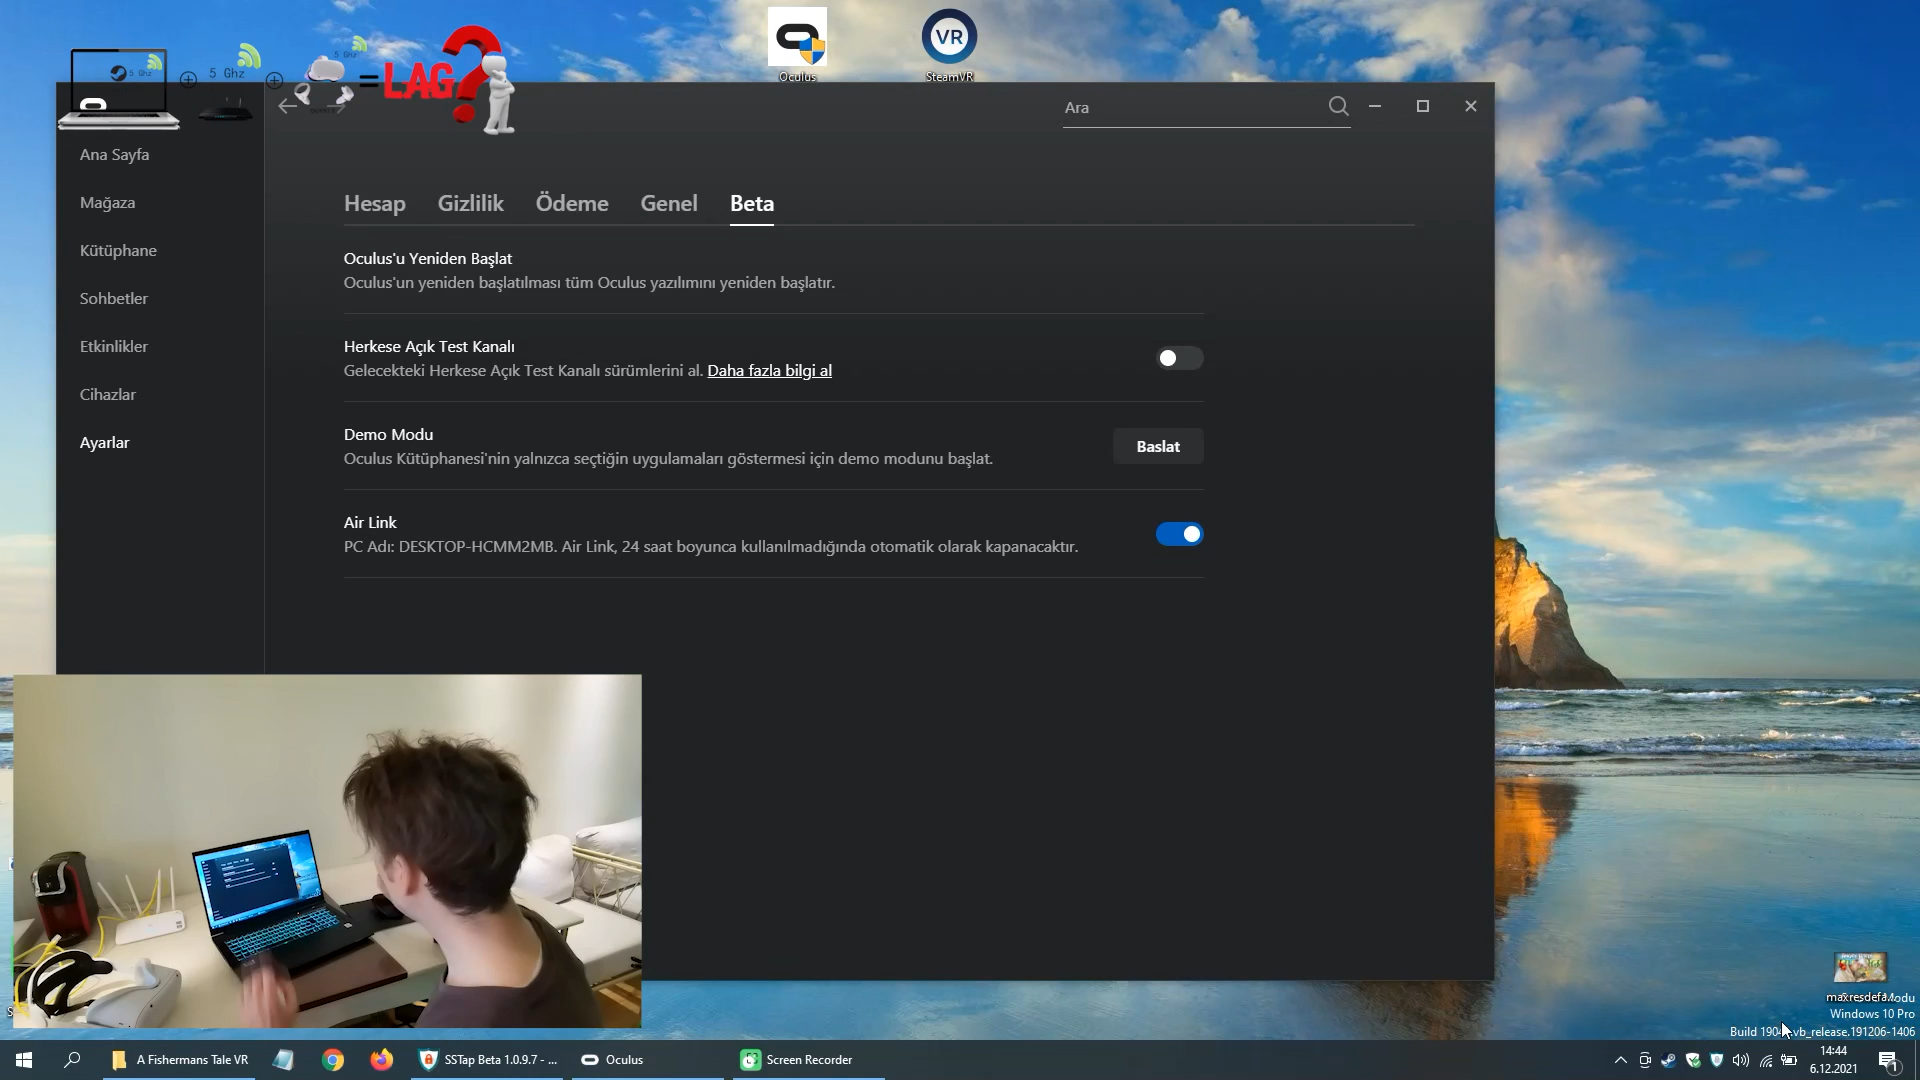 5 Ghz
5 Ghz
5 Ghz
=
LAG?
Oculus
SteamVR
Ara
Ana Sayfa
Mağaza
Kütüphane
Sohbetler
Etkinlikler
Cihazlar
Ayarlar
Hesap Gizlilik Ödeme Genel Beta
Oculus'u Yeniden Başlat
Oculus'un yeniden başlatılması tüm Oculus yazılımını yeniden başlatır.
Herkese Açık Test Kanalı
Gelecekteki Herkese Açık Test Kanalı sürümlerini al. Daha fazla bilgi al
Demo Modu
Oculus Kütüphanesi'nin yalnızca seçtiğin uygulamaları göstermesi için demo modunu başlat.
Baslat
Air Link
PC Adı: DESKTOP-HCMM2MB. Air Link, 24 saat boyunca kullanılmadığında otomatik olarak kapanacaktır.
Windows 10 Pro
A Fishermans Tale VR
SSTap Beta 1.0.9.7 - ...
Oculus
Screen Recorder
14:44
6.12.2021
1